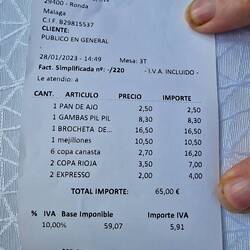 29400 - Ronda
Malaga
C.I.F. B29815537
CLIENTE:
PUBLICO EN GENERAL
28/01/2023 - 14:49 Mesa: 3T
Fact. Simplificada nº: -/220 - I.V.A. INCLUIDO -
Le atendio: a
CANT. ARTICULO PRECIO IMPORTE
1 PAN DE AJO 2,50 2,50
1 GAMBAS PIL PIL 8,30 8,30
1 BROCHETA DE... 16,50 16,50
1 mejillones 10,50 10,50
6 copa canasta 2,70 16,20
2 COPA RIOJA 3,50 7,00
2 EXPRESSO 2,00 4,00
TOTAL IMPORTE: 65,00 €
% IVA Base Imponible Importe IVA
10,00% 59,07 5,91